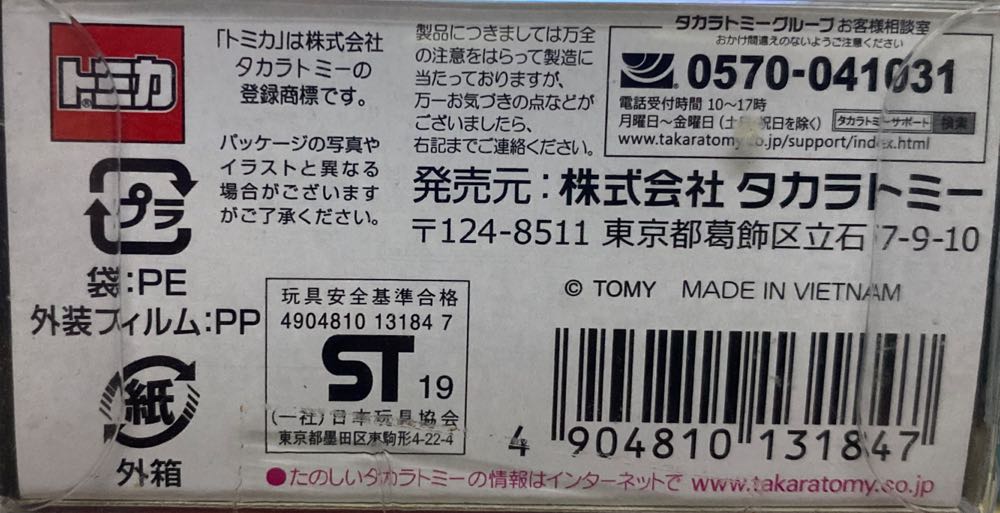 トミカ®
「トミカ」は株式会社
タカラトミーの
登録商標です。
パッケージの写真や
イラストと異なる
場合がございます
がご了承ください。
製品につきましては万全
の注意をはらって製造に
当たっておりますが、
万一お気づきの点などが
ございましたら、
右記までご連絡ください。
タカラトミーグループ お客様相談室
おかけ間違えのないようご注意ください
0570-041031
電話受付時間 10～17時
月曜日～金曜日(土日祝日を除く) タカラトミーサポート 検索
www.takaratomy.co.jp/support/index.html
発売元:株式会社 タカラトミー
〒124-8511 東京都葛飾区立石 7-9-10
プラ
袋:PE
外装フィルム:PP
紙
外箱
玩具安全基準合格
4904810 13184 7
ST 19
(一社)日本玩具協会
東京都墨田区東駒形4-22-4
© TOMY MADE IN VIETNAM
4 904810 131847
●たのしいタカラトミーの情報はインターネットで www.takaratomy.co.jp